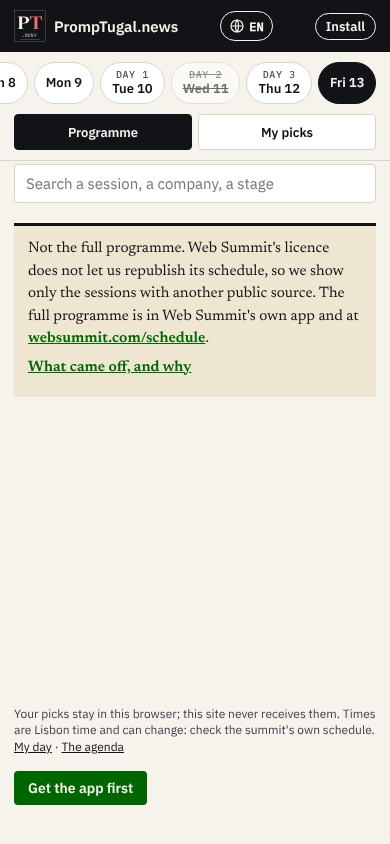 PT
.news
PrompTugal.news
EN
Install
n 8
Mon 9
DAY 1
Tue 10
DAY 2
Wed 11
DAY 3
Thu 12
Fri 13
Programme
My picks
Search a session, a company, a stage
Not the full programme. Web Summit's licence
does not let us republish its schedule, so we show
only the sessions with another public source. The
full programme is in Web Summit's own app and at
websummit.com/schedule.
What came off, and why
Your picks stay in this browser; this site never receives them. Times
are Lisbon time and can change: check the summit's own schedule.
My day · The agenda
Get the app first